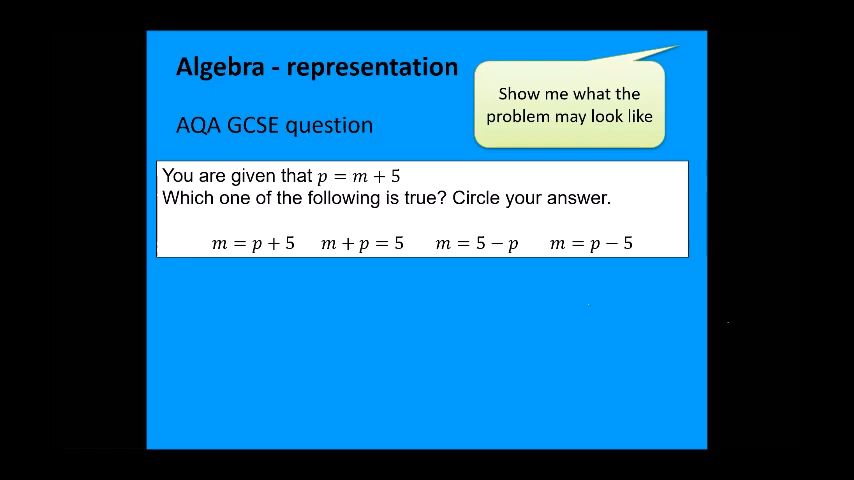 Algebra - representation
Show me what the
problem may look like
AQA GCSE question
You are given that p = m + 5
Which one of the following is true? Circle your answer.
m = p + 5 m + p = 5 m = 5 − p m = p − 5